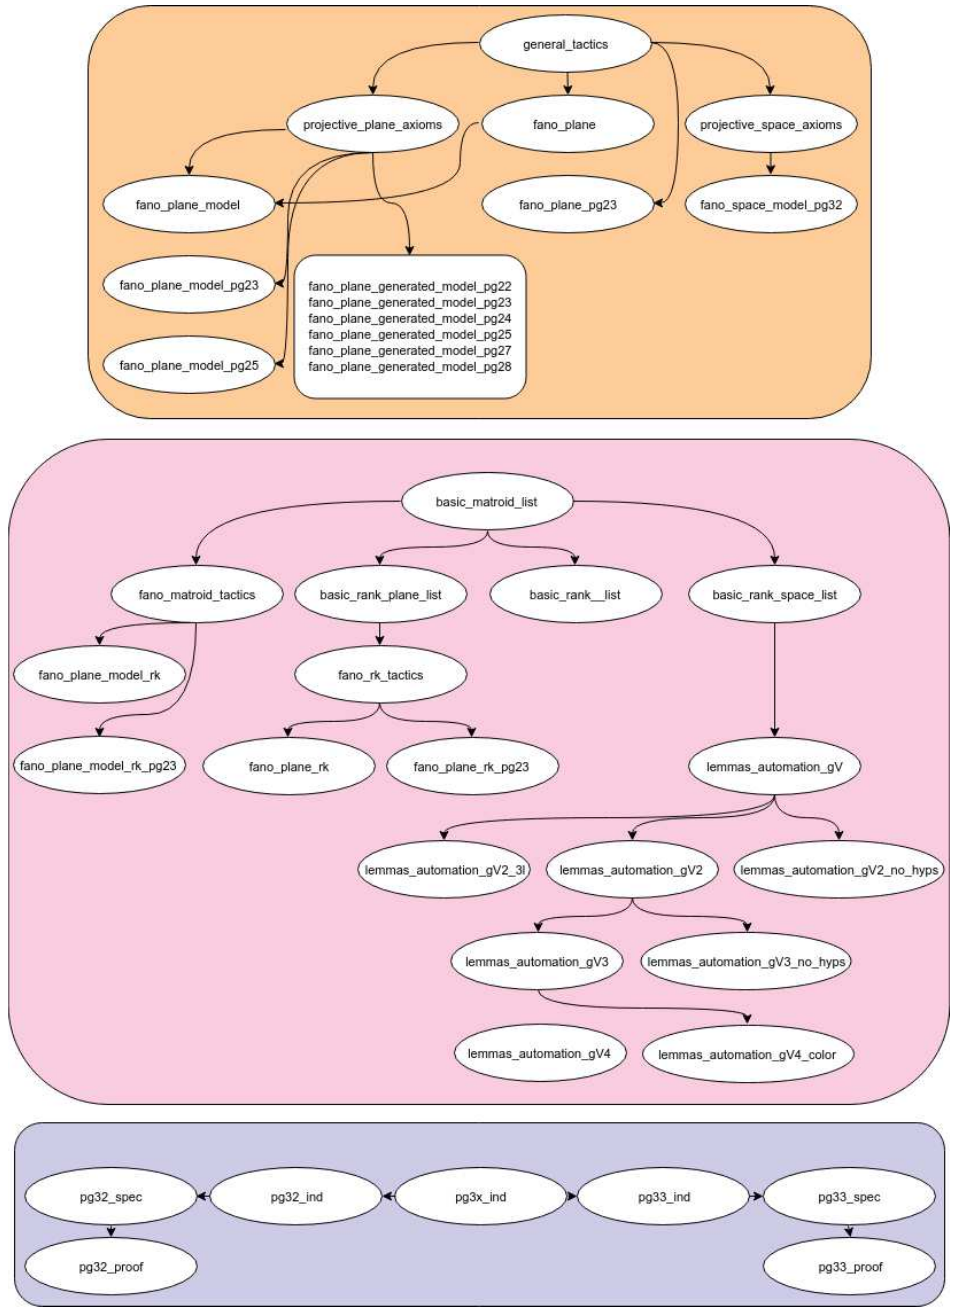 general_tactics
projective_plane_axioms
fano_plane
projective_space_axioms
fano_plane_model
fano_plane_pg23
fano_space_model_pg32
fano_plane_model_pg23
fano_plane_generated_model_pg22
fano_plane_generated_model_pg23
fano_plane_generated_model_pg24
fano_plane_generated_model_pg25
fano_plane_generated_model_pg27
fano_plane_generated_model_pg28
fano_plane_model_pg25
basic_matroid_list
fano_matroid_tactics
basic_rank_plane_list
basic_rank__list
basic_rank_space_list
fano_plane_model_rk
fano_rk_tactics
fano_plane_model_rk_pg23
fano_plane_rk
fano_plane_rk_pg23
lemmas_automation_gV
lemmas_automation_gV2_3l
lemmas_automation_gV2
lemmas_automation_gV2_no_hyps
lemmas_automation_gV3
lemmas_automation_gV3_no_hyps
lemmas_automation_gV4
lemmas_automation_gV4_color
pg32_spec
pg32_ind
pg3x_ind
pg33_ind
pg33_spec
pg32_proof
pg33_proof